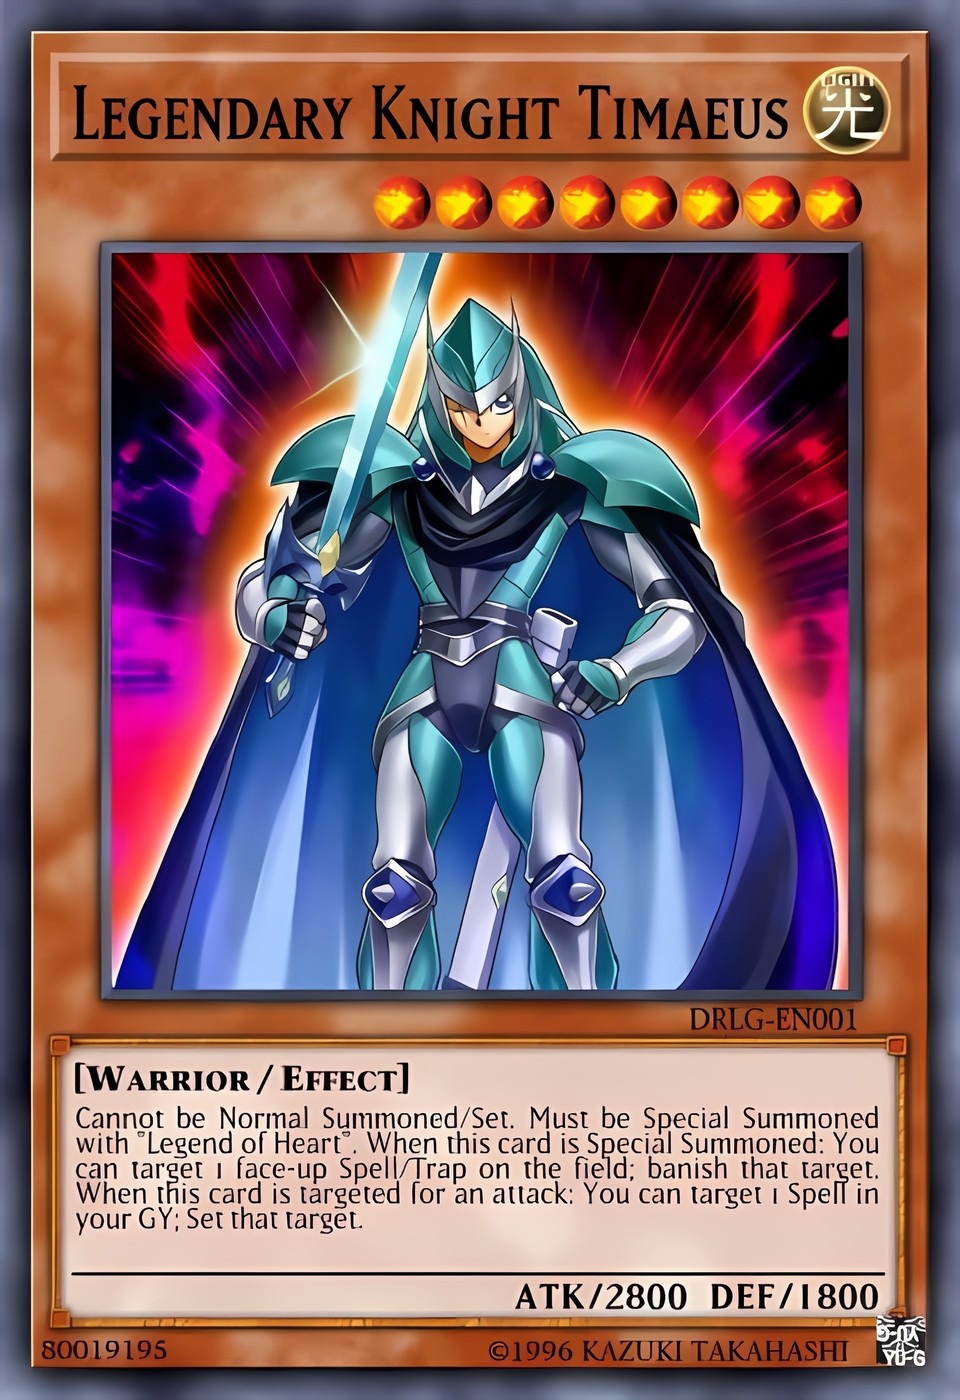 Legendary Knight Timaeus
光
DRLG-EN001
[Warrior / Effect]
Cannot be Normal Summoned/Set. Must be Special Summoned
with "Legend of Heart". When this card is Special Summoned: You
can target 1 face-up Spell/Trap on the field; banish that target.
When this card is targeted for an attack: You can target 1 Spell in
your GY; Set that target.
ATK/2800 DEF/1800
80019195
©1996 KAZUKI TAKAHASHI